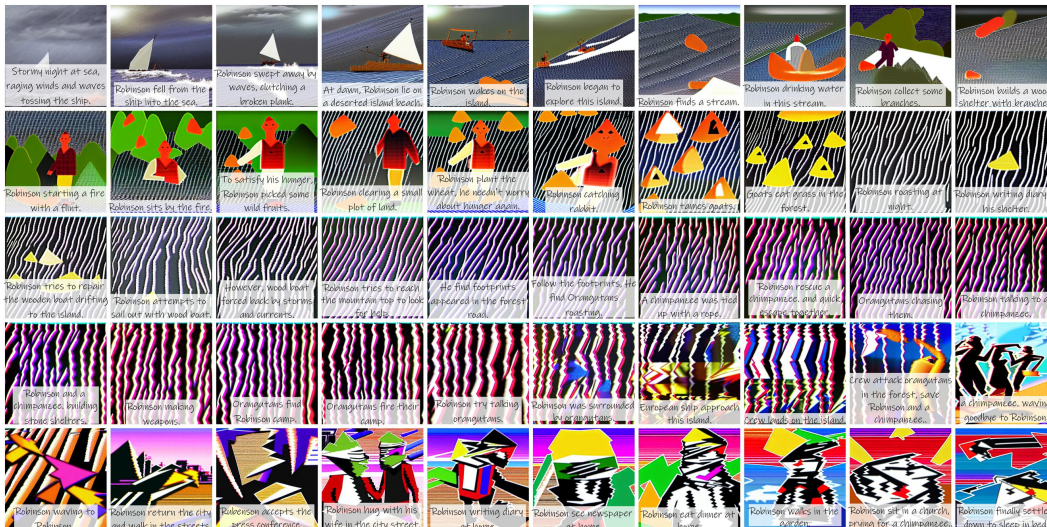 Stormy night at sea,
raging winds and waves
tossing the ship.
Robinson fell from the
ship into the sea.
Robinson swept away by
waves, clutching a
broken plank.
At dawn, Robinson lie on
a deserted island beach.
Robinson wakes on the
island.
Robinson began to
explore this island.
Robinson finds a stream.
Robinson drinking water
in this stream.
Robinson collect some
branches.
Robinson builds a
shelter with
Robinson starting a fire
with a flint.
Robinson sits by the fire.
To satisfy his hunger,
Robinson picked some
wild fruits.
Robinson clearing a small
plot of land.
Robinson plant the
wheat, he needn't worry
about hunger again.
Robinson catching
rabbit.
Robinson tames goats.
Goats eat grass in the
forest.
Robinson roasting at
night.
Robinson writing diary
his shelter.
Robinson tries to repair
the wooden boat drifting
to the island.
Robinson attempts to
sail out with wood boat.
However, wood boat
forced back by storms
and currents.
Robinson tries to reach
the mountain top to look
for help.
He find footprints
appeared in the forest
road.
Follow the footprints, He
find Orangutans
roasting.
A chimpanzee was tied
up with a rope.
Robinson rescue a
chimpanzee, and quick
escape together.
Orangutans chasing
them.
Robinson talking to a
chimpanzee.
Robinson and a
chimpanzee, building
stone shelters.
Robinson making
weapons.
Orangutans find
Robinson camp.
Orangutans fire their
camp.
Robinson try talking
orangutans.
Robinson was surrounded
by orangutans.
European ship approach
this island.
Crew lands on the island.
Crew attack orangutans
in the forest, save
Robinson and a
chimpanzee.
a chimpanzee, waving
goodbye to Robinson
Robinson waving to
Robinson
Robinson return the city
and walk in the streets
Robinson accepts the
press conference
Robinson hug with his
wife in the city street
Robinson writing diary
at home
Robinson see newspaper
at home
Robinson eat dinner at
home
Robinson walks in the
garden.
Robinson sit in a church,
praying for a chimpanzee.
Robinson finally settle
down to sleep in